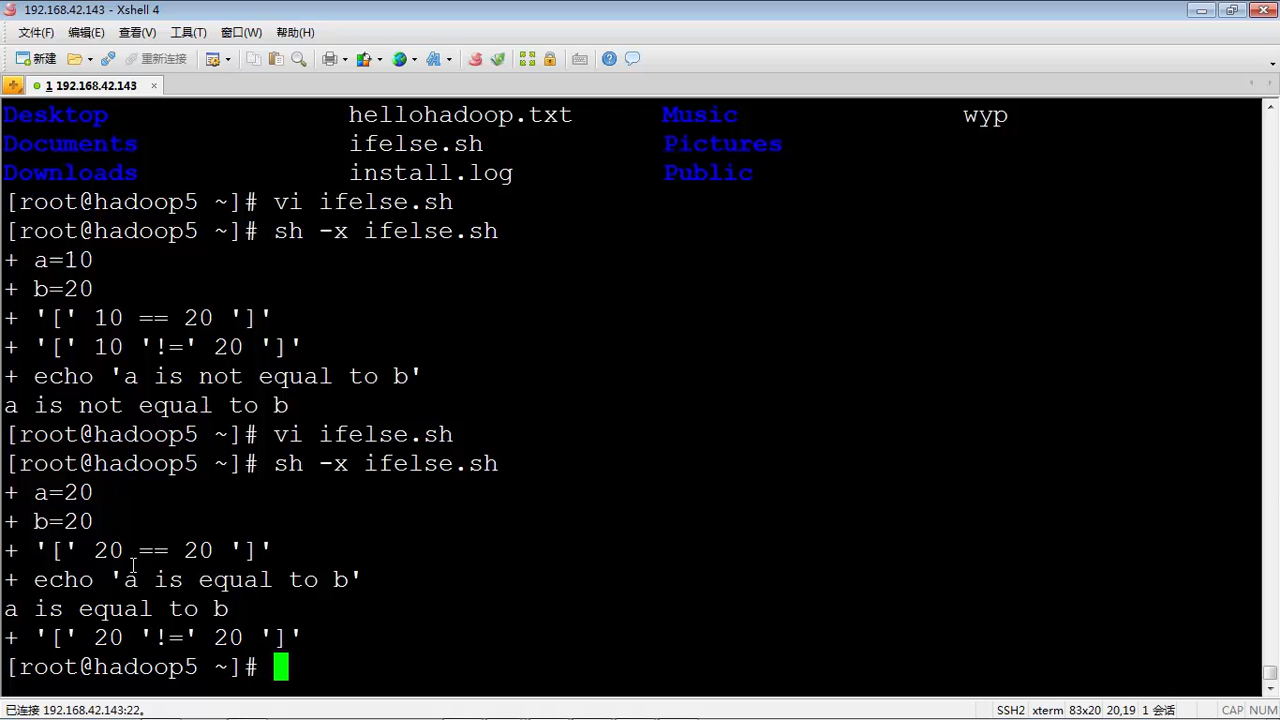 192.168.42.143 - Xshell 4
文件(F) 编辑(E) 查看(V) 工具(T) 窗口(W) 帮助(H)
新建 重新连接
1 192.168.42.143 ×
Desktop hellohadoop.txt Music wyp
Documents ifelse.sh Pictures
Downloads install.log Public
[root@hadoop5 ~]# vi ifelse.sh
[root@hadoop5 ~]# sh -x ifelse.sh
+ a=10
+ b=20
+ '[' 10 == 20 ']'
+ '[' 10 '!=' 20 ']'
+ echo 'a is not equal to b'
a is not equal to b
[root@hadoop5 ~]# vi ifelse.sh
[root@hadoop5 ~]# sh -x ifelse.sh
+ a=20
+ b=20
+ '[' 20 == 20 ']'
+ echo 'a is equal to b'
a is equal to b
+ '[' 20 '!=' 20 ']'
[root@hadoop5 ~]#
已连接 192.168.42.143:22。 SSH2 xterm 83x20 20,19 1 会话 CAP NUM